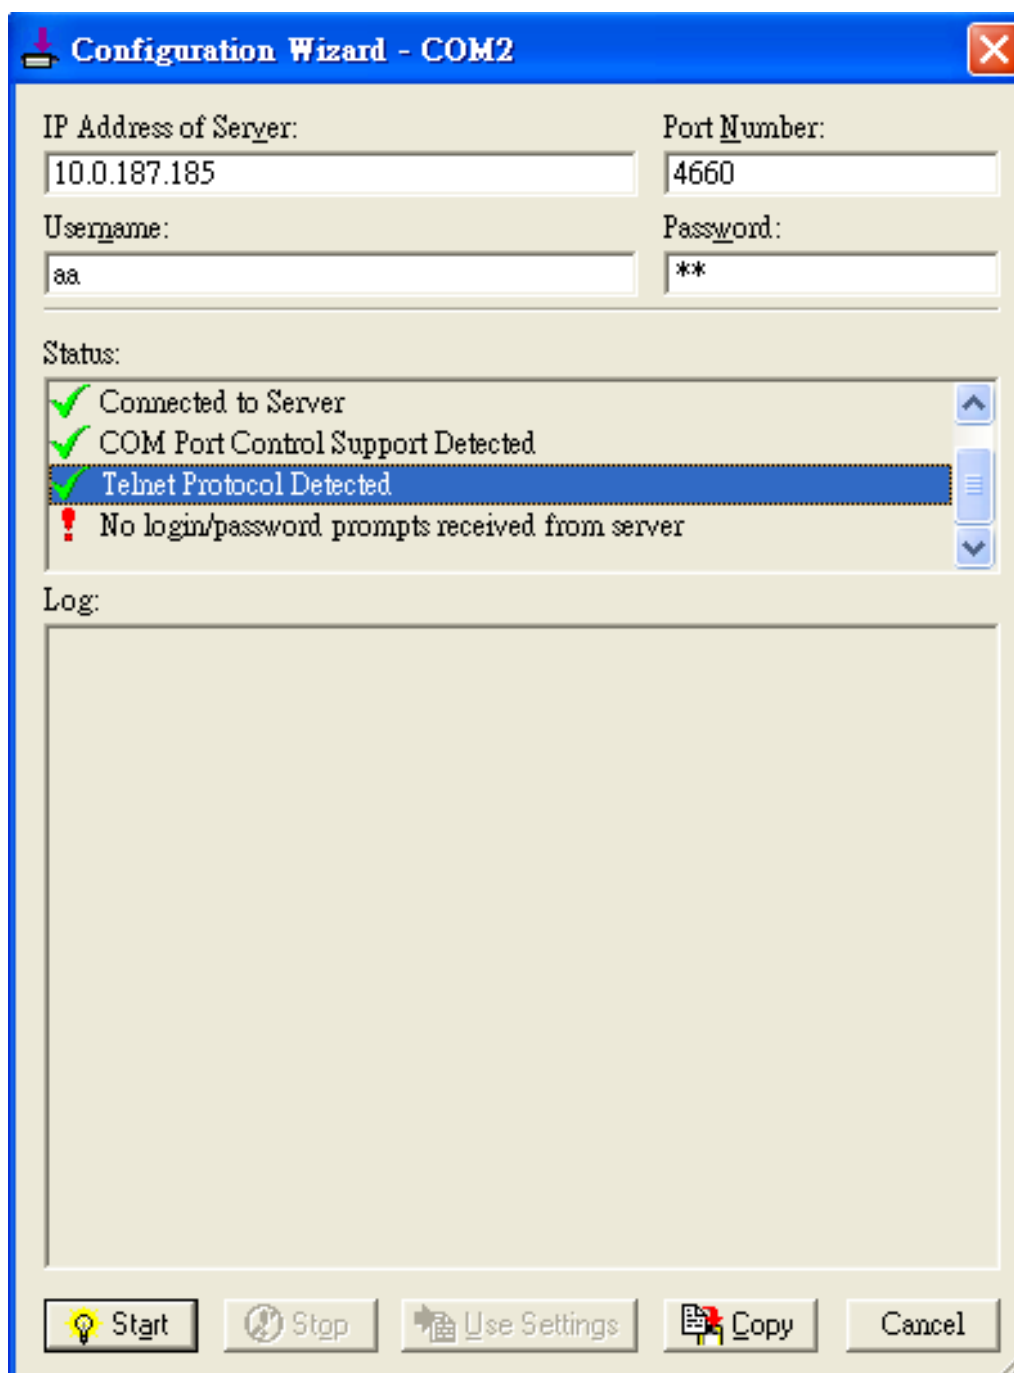 Configuration Wizard - COM2
IP Address of Server: Port Number:
10.0.187.185 4660
Username: Password:
aa **
Status:
Connected to Server
COM Port Control Support Detected
Telnet Protocol Detected
No login/password prompts received from server
Log:
Start Stop Use Settings Copy Cancel